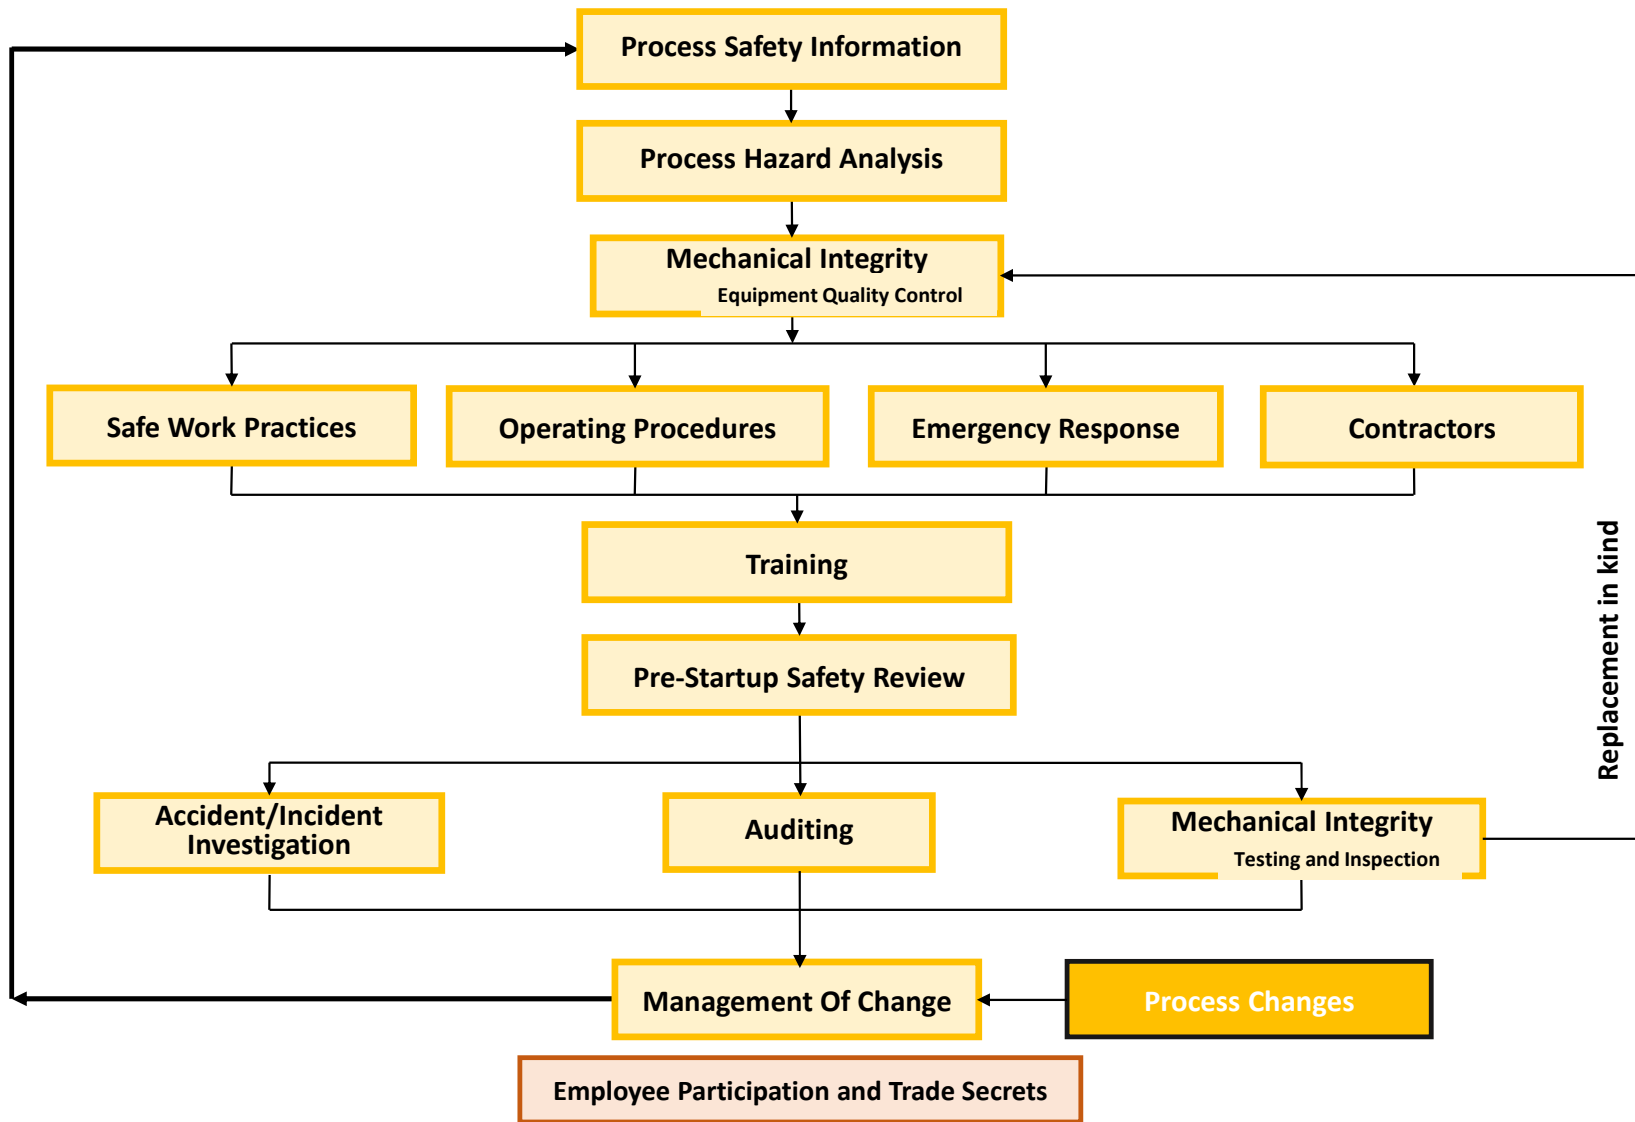 Process Safety Information
Process Hazard Analysis
Mechanical Integrity
Equipment Quality Control
Safe Work Practices
Operating Procedures
Emergency Response
Contractors
Training
Pre-Startup Safety Review
Replacement in kind
Accident/Incident
Investigation
Auditing
Mechanical Integrity
Testing and Inspection
Management Of Change
Process Changes
Employee Participation and Trade Secrets